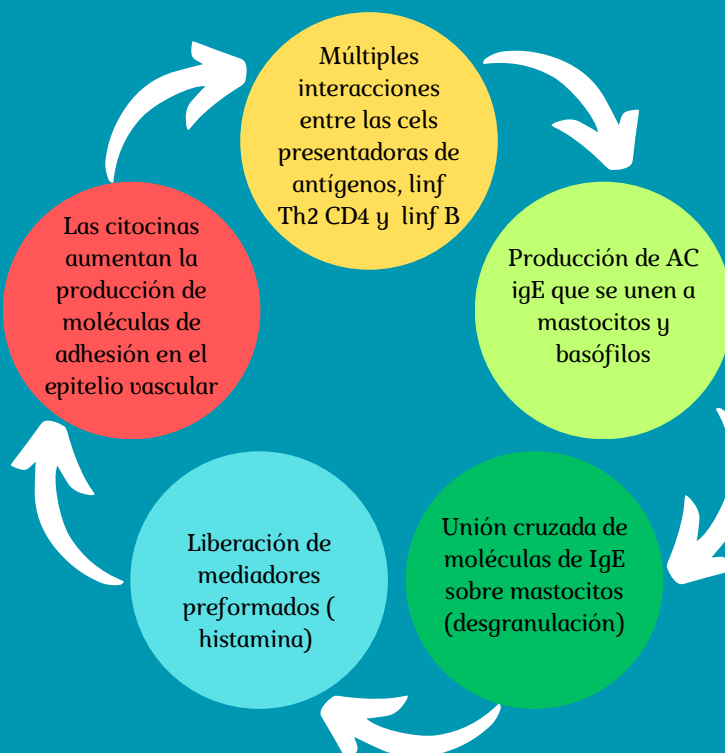 Múltiples
interacciones
entre las cels
presentadoras de
antígenos, linf
Th2 CD4 y linf B
Producción de AC
igE que se unen a
mastocitos y
basófilos
Unión cruzada de
moléculas de IgE
sobre mastocitos
(desgranulación)
Liberación de
mediadores
preformados (
histamina)
Las citocinas
aumentan la
producción de
moléculas de
adhesión en el
epitelio vascular